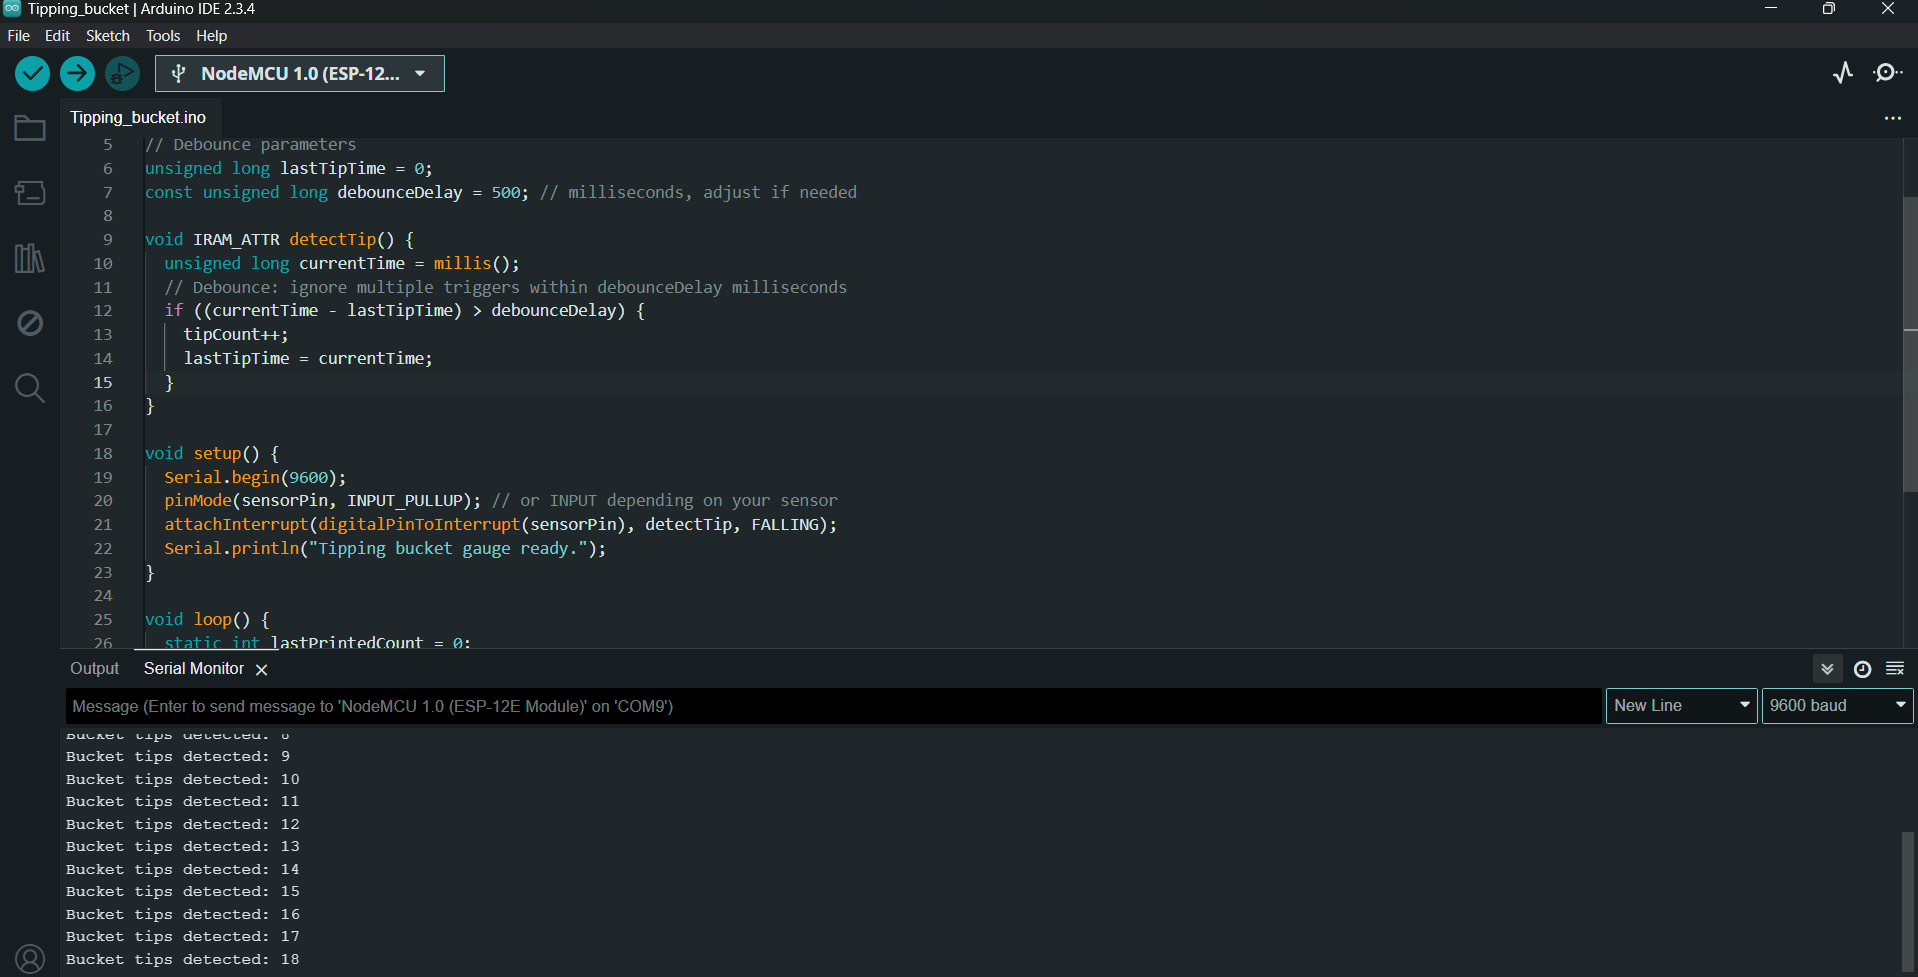 Tipping_bucket | Arduino IDE 2.3.4
File Edit Sketch Tools Help
NodeMCU 1.0 (ESP-12...
Tipping_bucket.ino
5 // Debounce parameters
6 unsigned long lastTipTime = 0;
7 const unsigned long debounceDelay = 500; // milliseconds, adjust if needed
8
9 void IRAM_ATTR detectTip() {
10 unsigned long currentTime = millis();
11 // Debounce: ignore multiple triggers within debounceDelay milliseconds
12 if ((currentTime - lastTipTime) > debounceDelay) {
13 tipCount++;
14 lastTipTime = currentTime;
15 }
16 }
17
18 void setup() {
19 Serial.begin(9600);
20 pinMode(sensorPin, INPUT_PULLUP); // or INPUT depending on your sensor
21 attachInterrupt(digitalPinToInterrupt(sensorPin), detectTip, FALLING);
22 Serial.println("Tipping bucket gauge ready.");
23 }
24
25 void loop() {
26 static int lastPrintedCount = 0;
Output Serial Monitor
Message (Enter to send message to 'NodeMCU 1.0 (ESP-12E Module)' on 'COM9')
New Line 9600 baud
Bucket tips detected: 8
Bucket tips detected: 9
Bucket tips detected: 10
Bucket tips detected: 11
Bucket tips detected: 12
Bucket tips detected: 13
Bucket tips detected: 14
Bucket tips detected: 15
Bucket tips detected: 16
Bucket tips detected: 17
Bucket tips detected: 18